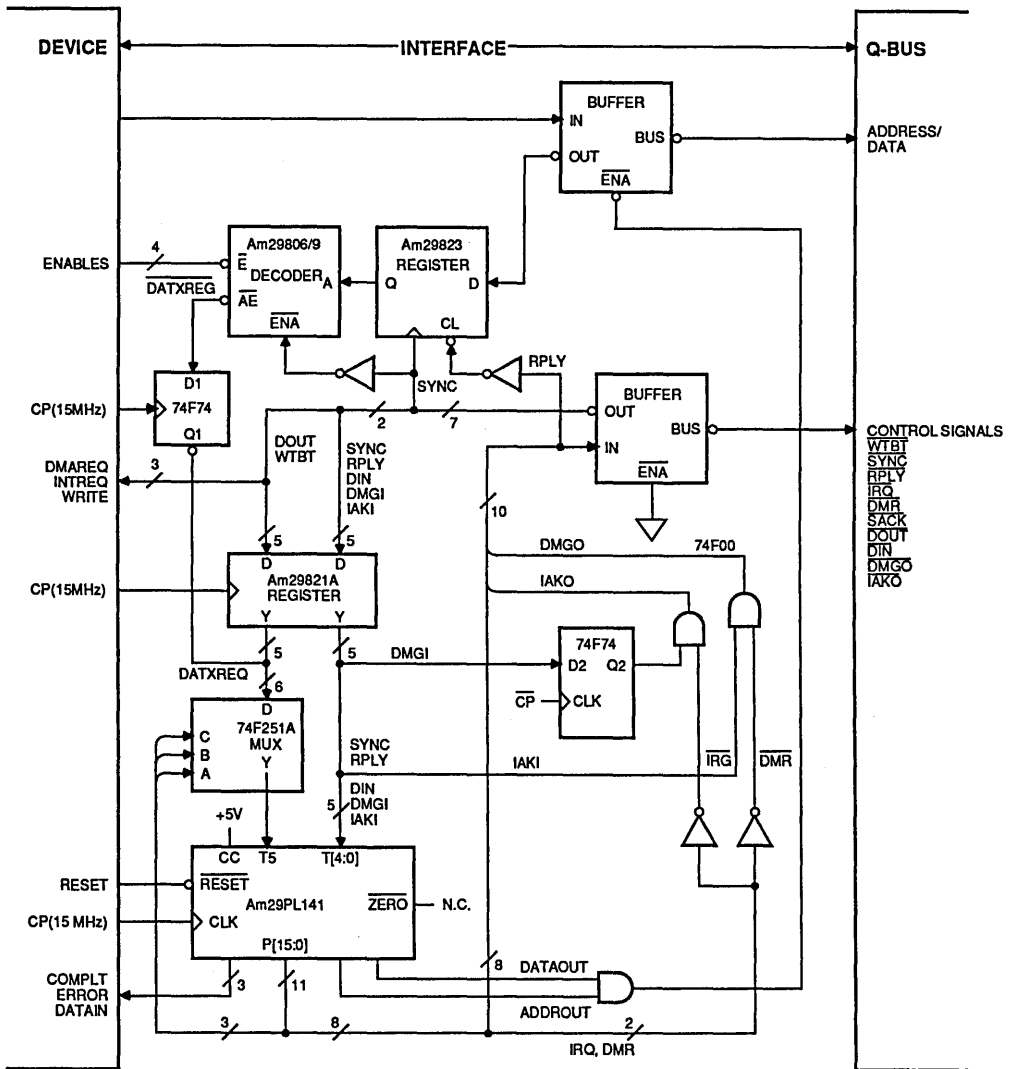 DEVICE
INTERFACE
Q-BUS
BUFFER
IN
BUS
OUT
ENA
ADDRESS/
DATA
Am29806/9
E
DECODER
A
AE
ENA
Am29823
REGISTER
Q
D
CL
4
ENABLES
DATXREG
RPLY
SYNC
D1
74F74
Q1
CP(15MHz)
2
7
BUFFER
OUT
BUS
IN
ENA
CONTROL SIGNALS
WTBT
SYNC
RPLY
IRQ
DMR
SACK
DOUT
DIN
DMGO
IAKO
DMAREQ
INTREQ
WRITE
3
DOUT
WTBT
SYNC
RPLY
DIN
DMGI
IAKI
10
5
5
D
D
Am29821A
REGISTER
Y
Y
CP(15MHz)
DMGO
74F00
IAKO
5
5
DATXREQ
6
DMGI
74F74
D2
Q2
CP
CLK
D
74F251A
MUX
Y
C
B
A
SYNC
RPLY
IAKI
IRG
DMR
DIN
DMGI
IAKI
5
+5V
CC
T5
T[4:0]
RESET
RESET
Am29PL141
ZERO
N.C.
CP(15 MHz)
CLK
P[15:0]
COMPLT
ERROR
DATAIN
3
11
8
DATAOUT
ADDROUT
3
8
2
IRQ, DMR